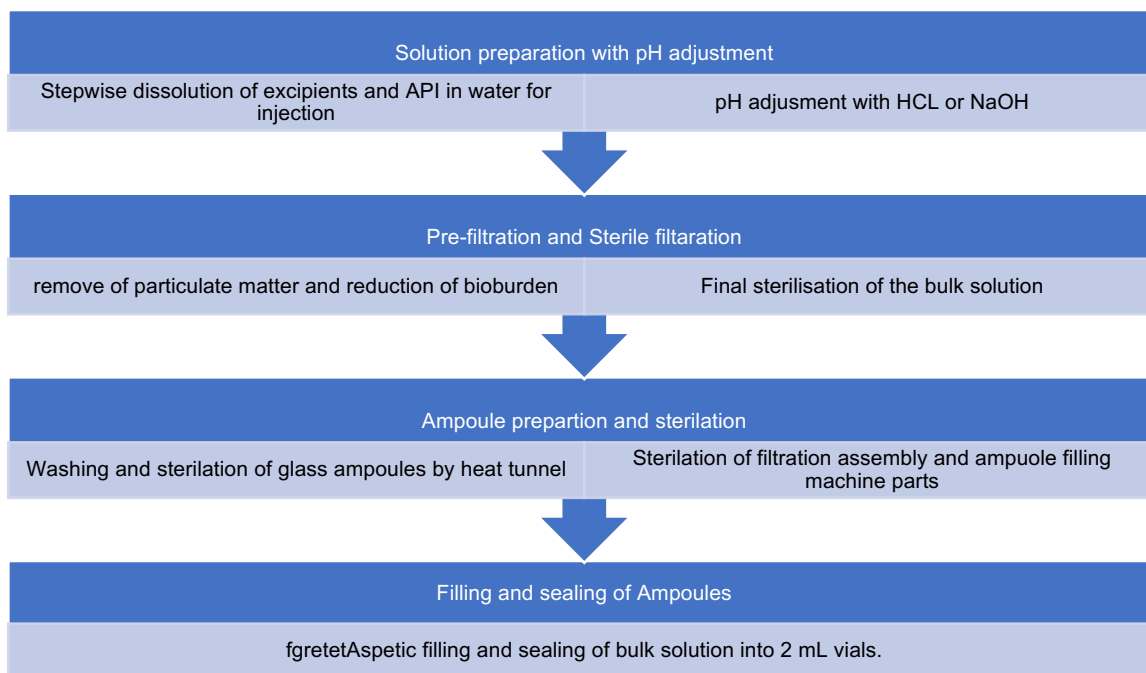 Solution preparation with pH adjustment
Stepwise dissolution of excipients and API in water for
injection
pH adjusment with HCL or NaOH
Pre-filtration and Sterile filtaration
remove of particulate matter and reduction of bioburden
Final sterilisation of the bulk solution
Ampoule prepartion and sterilation
Washing and sterilation of glass ampoules by heat tunnel
Sterilation of filtration assembly and ampuole filling
machine parts
Filling and sealing of Ampoules
fgretetAspetic filling and sealing of bulk solution into 2 mL vials.